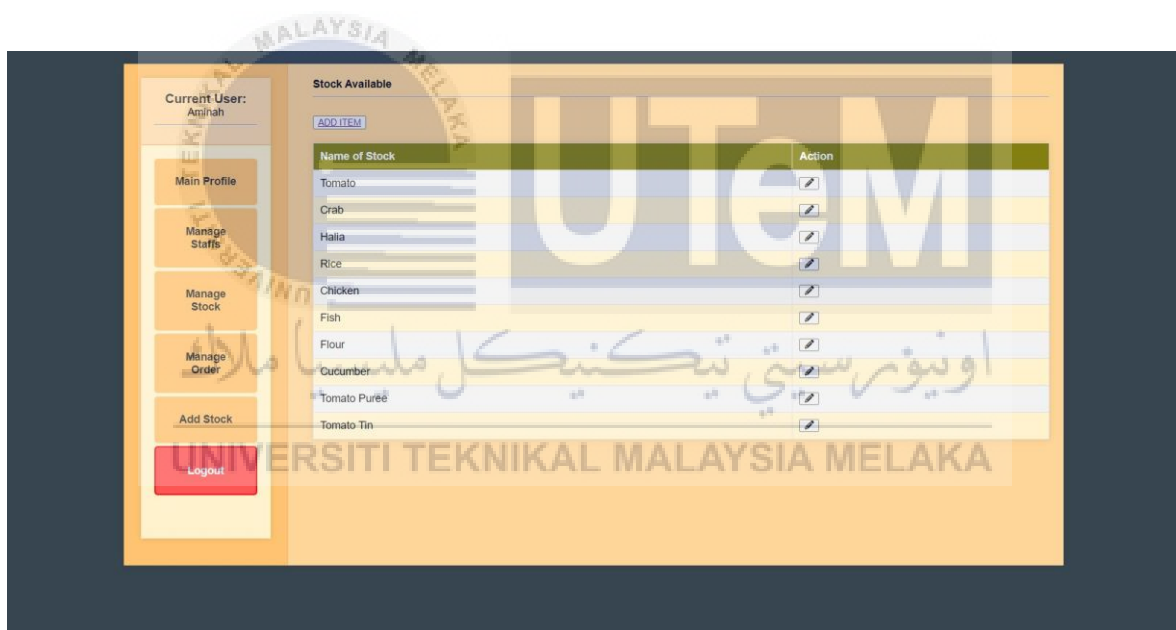 Current User:
Aminah
Main Profile
Manage
Staffs
Manage
Stock
Manage
Order
Add Stock
Logout
Stock Available
ADD ITEM
Name of Stock Action
Tomato
Crab
Halia
Rice
Chicken
Fish
Flour
Cucumber
Tomato Puree
Tomato Tin
UNIVERSITI TEKNIKAL MALAYSIA MELAKA
UTeM
اونيۏرسيتي تيكنيكل مليسيا ملاك
UNIVERSITI TEKNIKAL MALAYSIA MELAKA